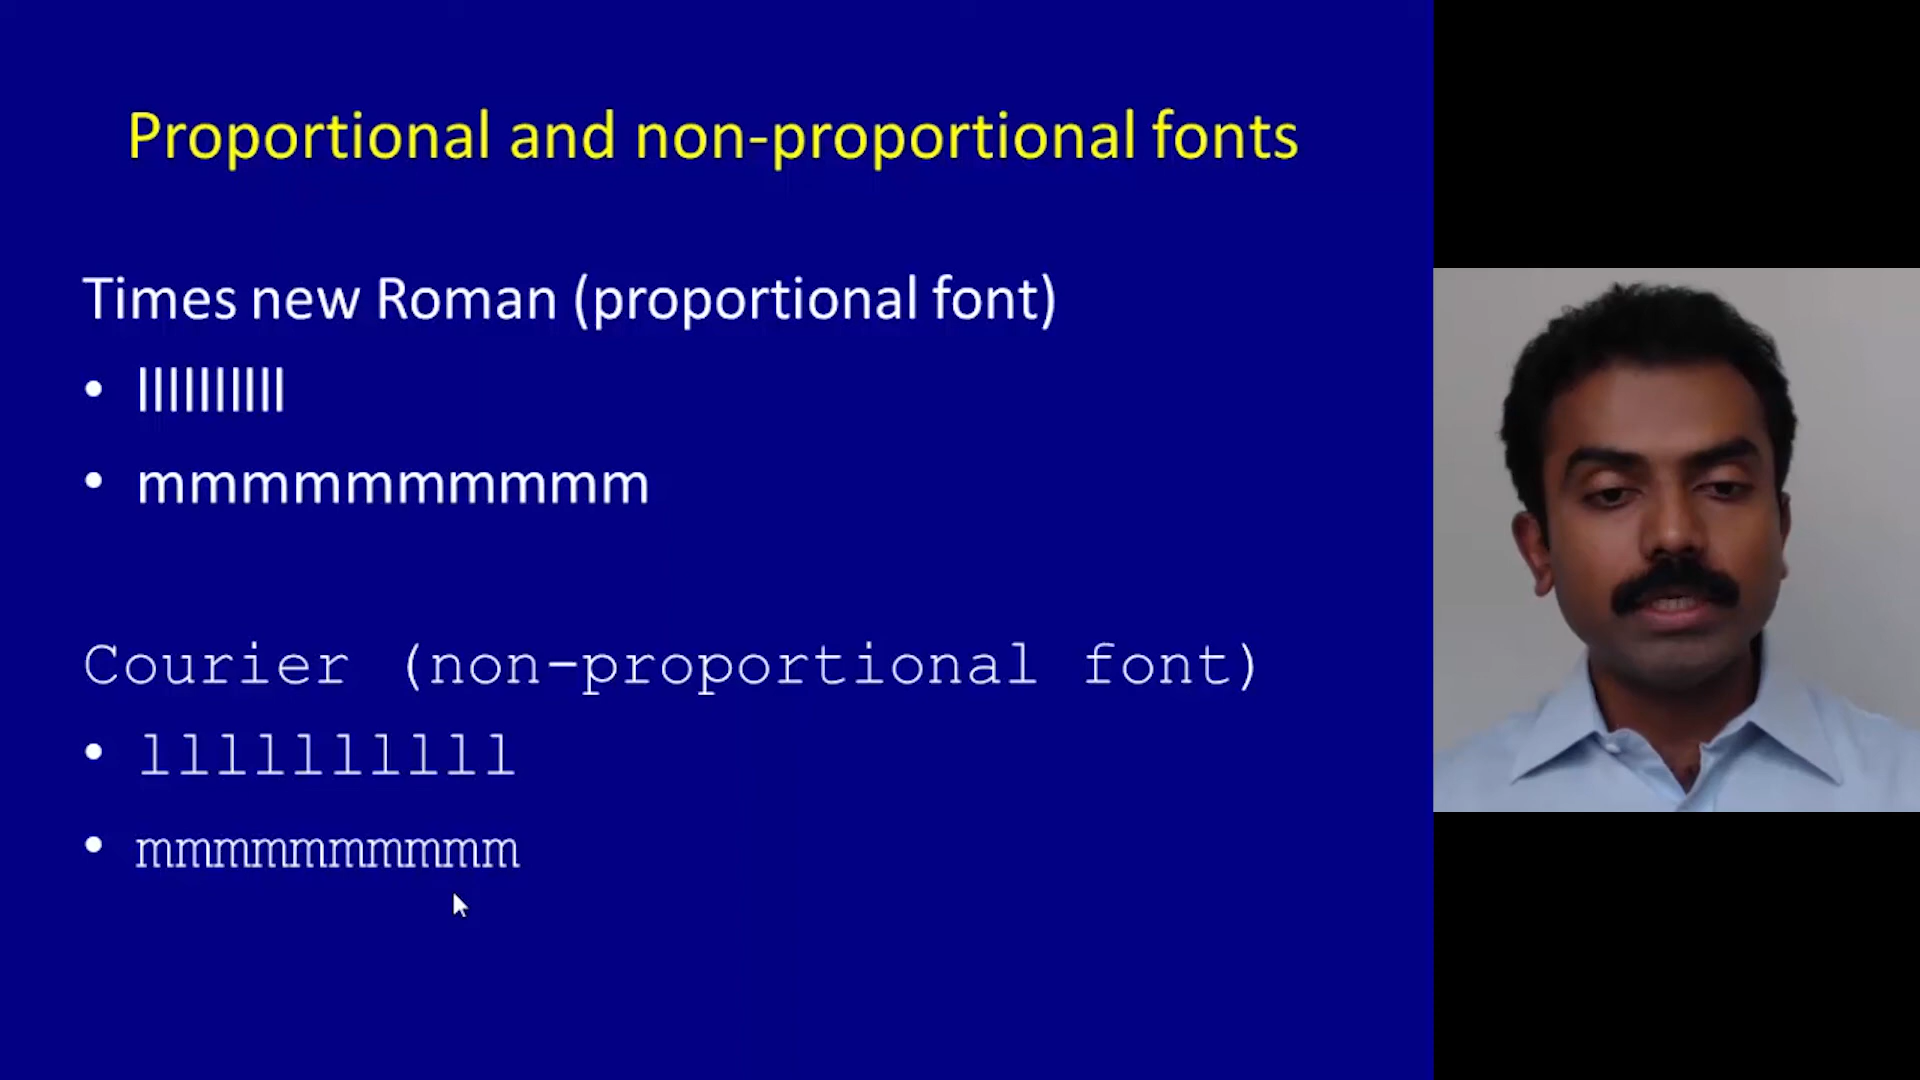 Proportional and non-proportional fonts
Times new Roman (proportional font)
• llllllllll
• mmmmmmmmmm
Courier (non-proportional font)
• llllllllll
• mmmmmmmmmm